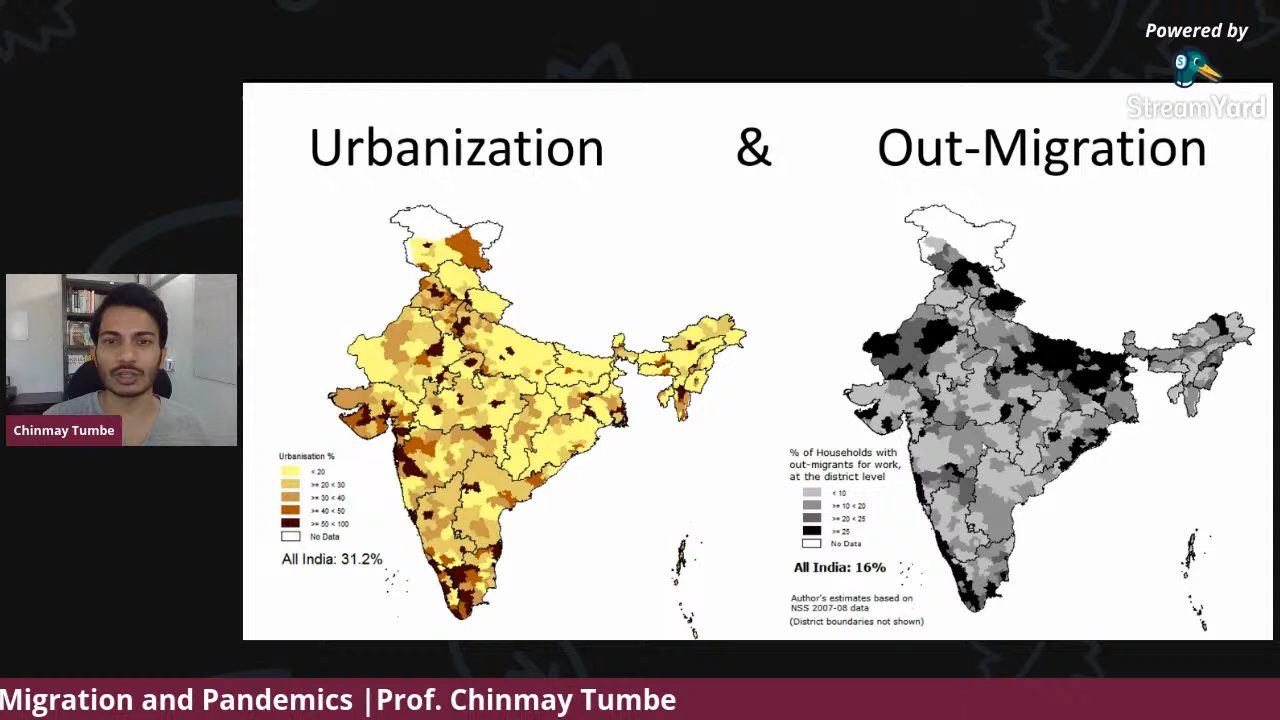 Powered by
StreamYard
Urbanization & Out-Migration
Urbanisation %
< 20
>= 20 < 30
>= 30 < 40
>= 40 < 50
>= 50 < 100
No Data
All India: 31.2%
% of Households with
out-migrants for work,
at the district level
< 10
>= 10 < 20
>= 20 < 25
>= 25
No Data
All India: 16%
Author's estimates based on
NSS 2007-08 data
(District boundaries not shown)
Chinmay Tumbe
Migration and Pandemics |Prof. Chinmay Tumbe